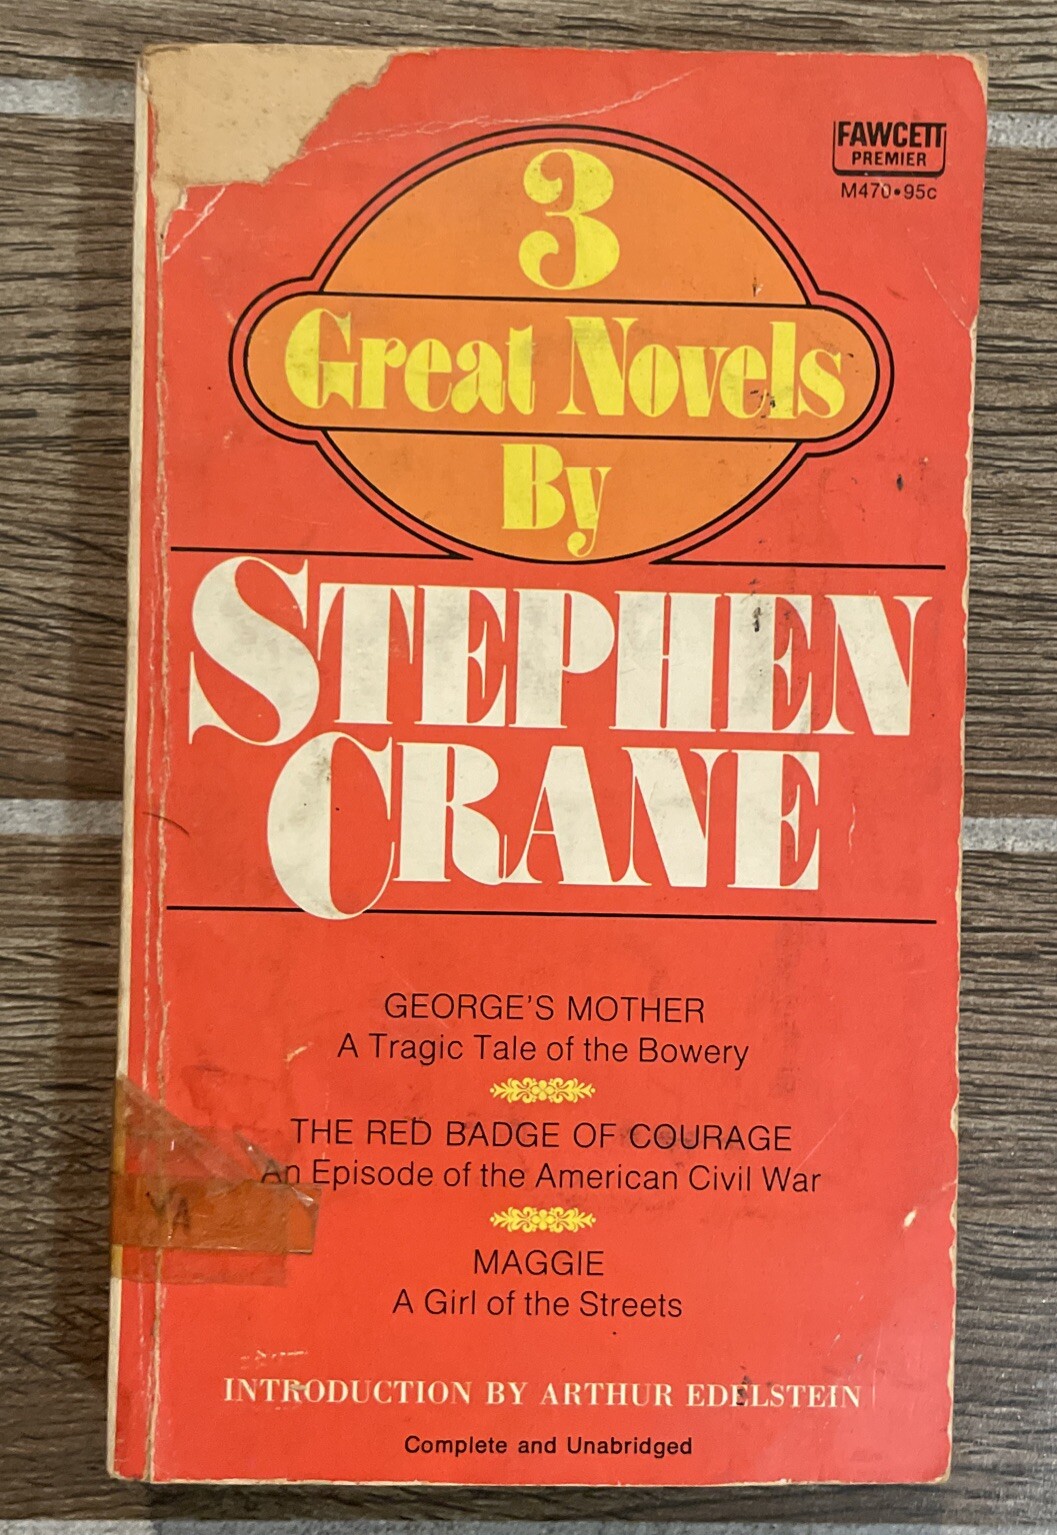 FAWCETT
PREMIER
M470•95c
3
Great Novels
By
STEPHEN
CRANE
GEORGE'S MOTHER
A Tragic Tale of the Bowery
THE RED BADGE OF COURAGE
An Episode of the American Civil War
YA
MAGGIE
A Girl of the Streets
INTRODUCTION BY ARTHUR EDELSTEIN
Complete and Unabridged